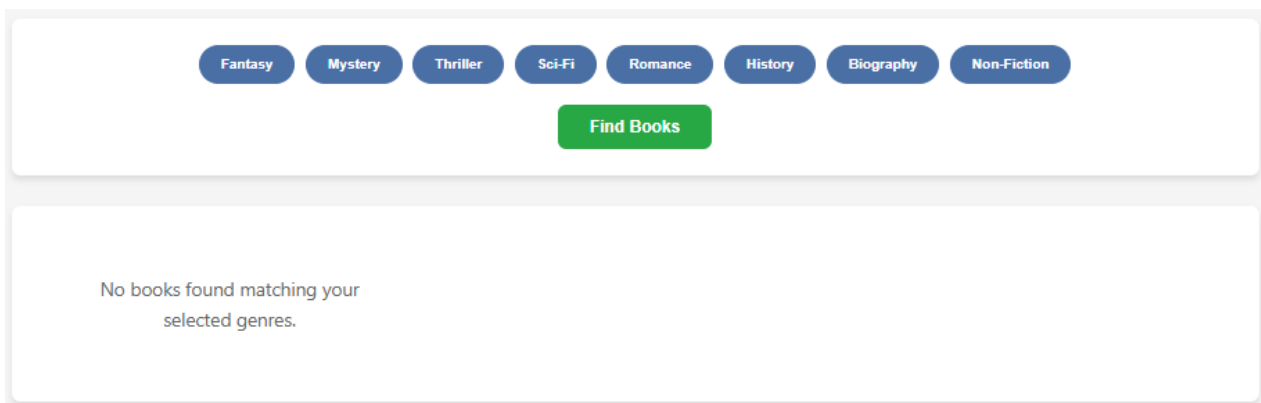 Fantasy Mystery Thriller Sci-Fi Romance History Biography Non-Fiction
Find Books
No books found matching your
selected genres.